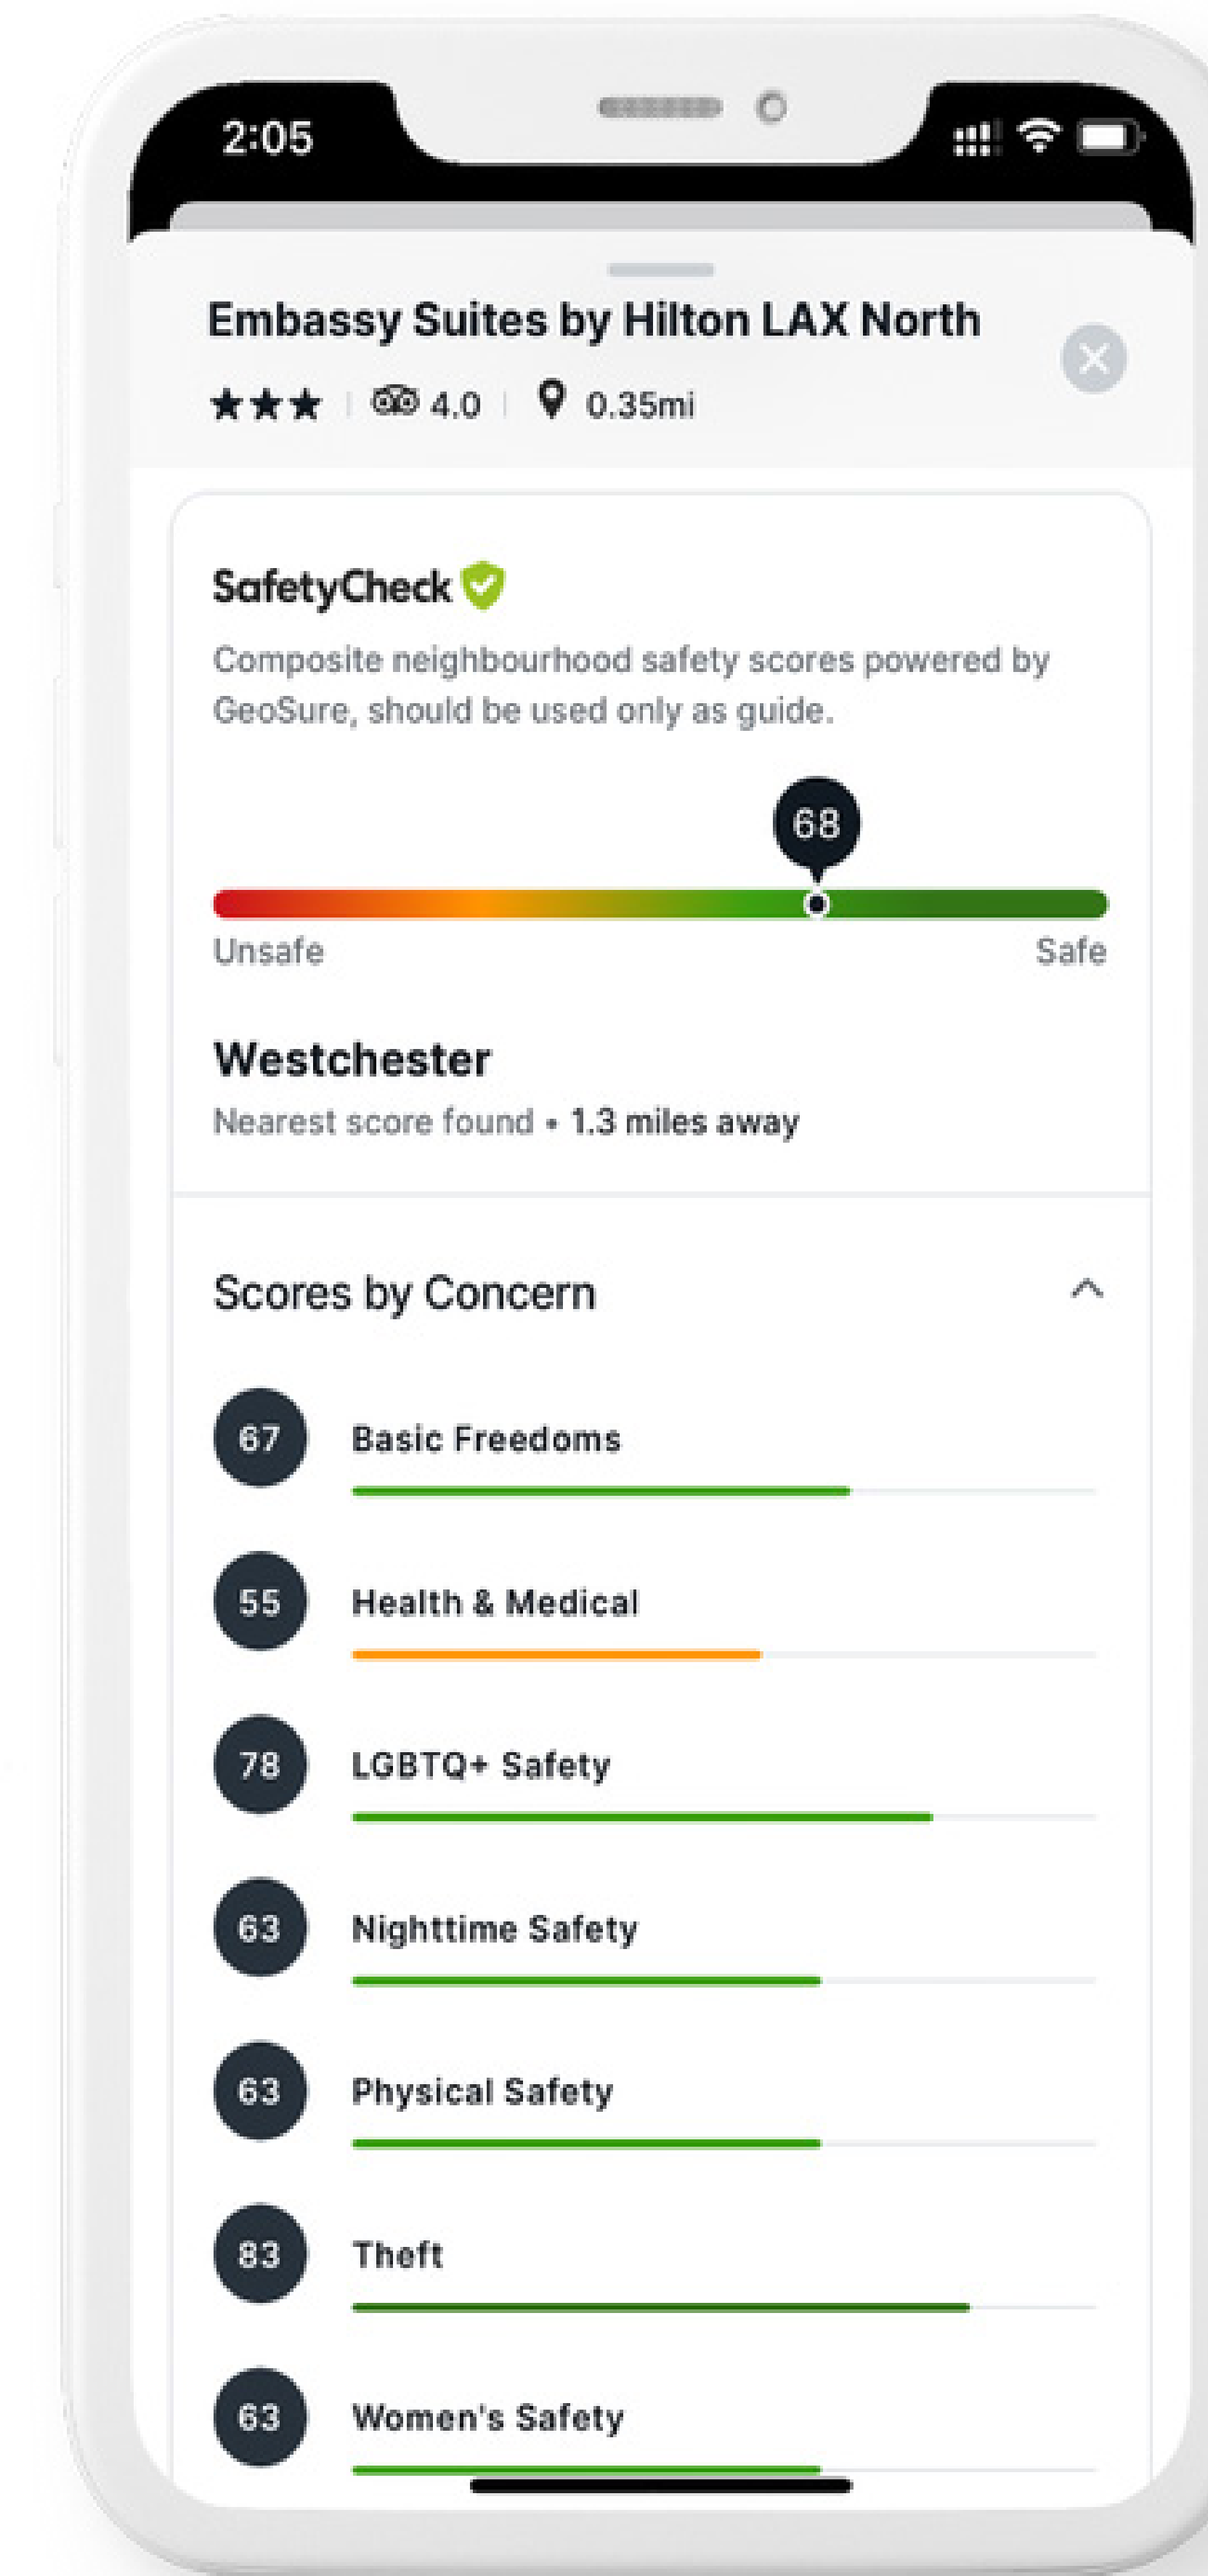 2:05
Embassy Suites by Hilton LAX North
4.0
0.35mi
SafetyCheck
Composite neighbourhood safety scores powered by
GeoSure, should be used only as guide.
68
Unsafe
Safe
Westchester
Nearest score found • 1.3 miles away
Scores by Concern
67
Basic Freedoms
55
Health & Medical
78
LGBTQ+ Safety
63
Nighttime Safety
63
Physical Safety
83
Theft
63
Women's Safety